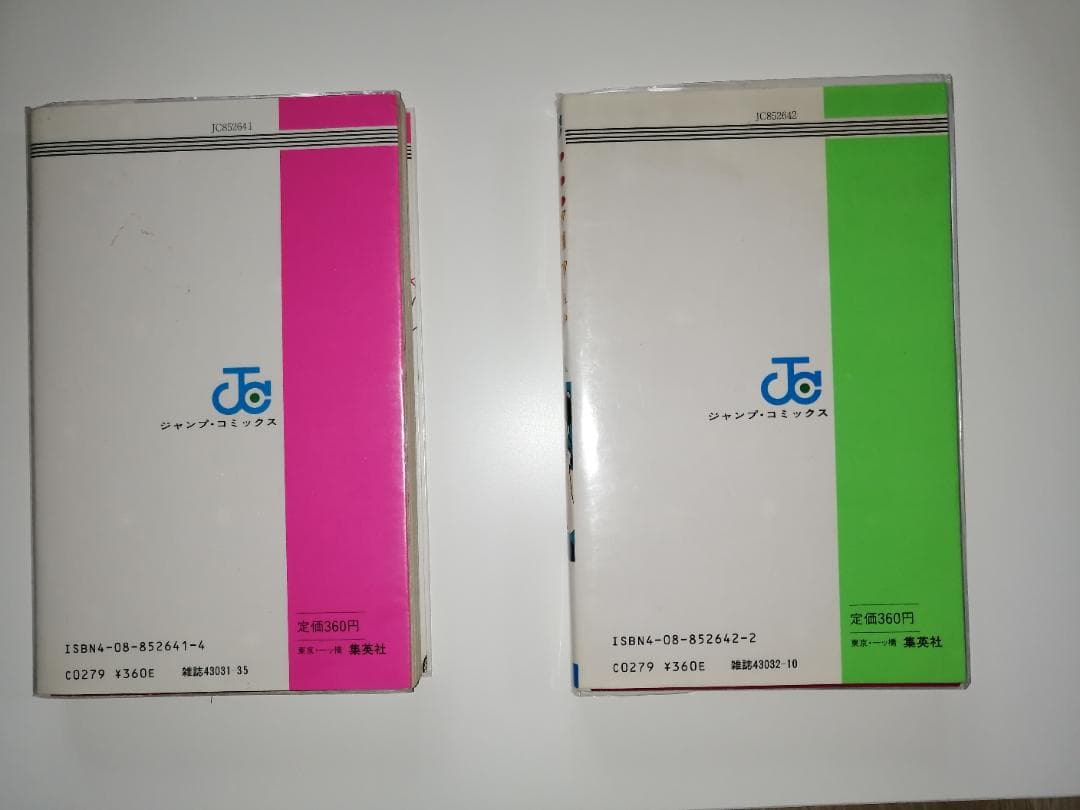 JC852641
ジャンプ・コミックス
定価360円
東京・一ッ橋 集英社
ISBN4-08-852641-4
C0279 ¥360E 雑誌43031-35
JC852642
ジャンプ・コミックス
定価360円
東京・一ッ橋 集英社
ISBN4-08-852642-2
C0279 ¥360E 雑誌43032-10